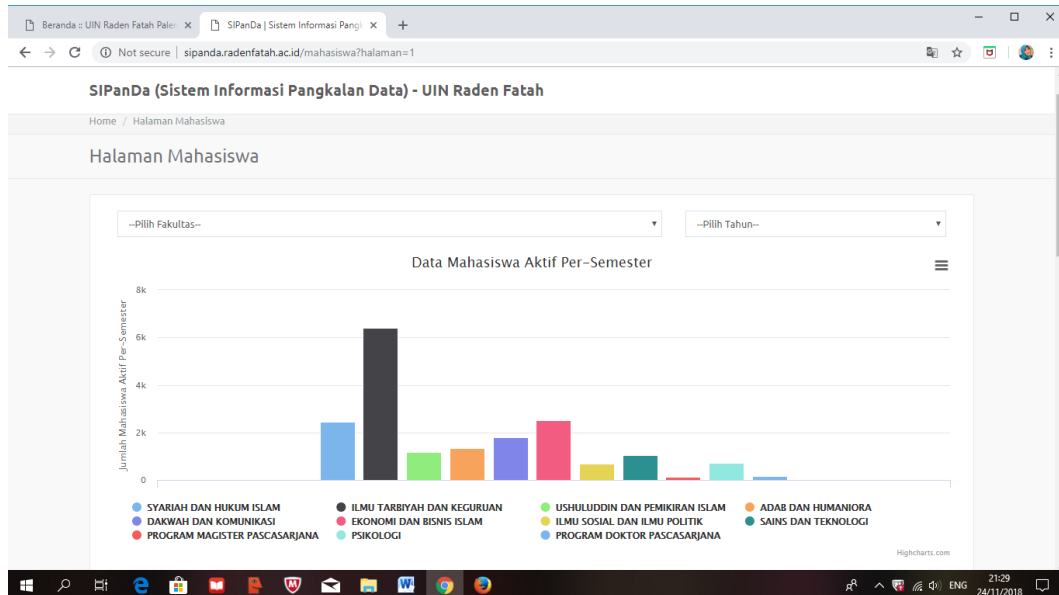 Beranda :: UIN Raden Fatah Pale
SIPanDa | Sistem Informasi Pang
Not secure | sipanda.radenfatah.ac.id/mahasiswa?halaman=1
SIPanDa (Sistem Informasi Pangkalan Data) - UIN Raden Fatah
Home / Halaman Mahasiswa
Halaman Mahasiswa
--Pilih Fakultas--
--Pilih Tahun--
Data Mahasiswa Aktif Per-Semester
Jumlah Mahasiswa Aktif Per-Semester
8k
6k
4k
2k
0
SYARIAH DAN HUKUM ISLAM
ILMU TARBIYAH DAN KEGURUAN
USHULUDDIN DAN PEMIKIRAN ISLAM
ADAB DAN HUMANIORA
DAKWAH DAN KOMUNIKASI
EKONOMI DAN BISNIS ISLAM
ILMU SOSIAL DAN ILMU POLITIK
SAINS DAN TEKNOLOGI
PROGRAM MAGISTER PASCASARJANA
PSIKOLOGI
PROGRAM DOKTOR PASCASARJANA
Highcharts.com
ENG
21:29
24/11/2018